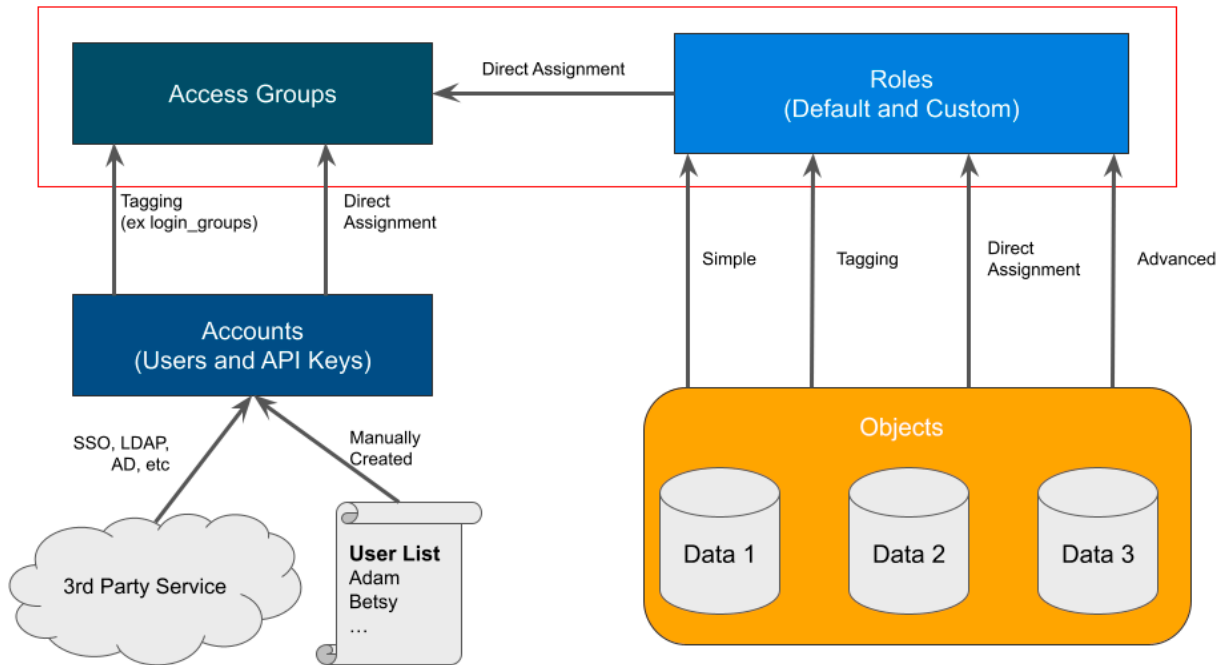 Access Groups
Direct Assignment
Roles
(Default and Custom)
Tagging
(ex login_groups)
Direct
Assignment
Simple
Tagging
Direct
Assignment
Advanced
Accounts
(Users and API Keys)
SSO, LDAP,
AD, etc
Manually
Created
3rd Party Service
User List
Adam
Betsy
…
Objects
Data 1
Data 2
Data 3